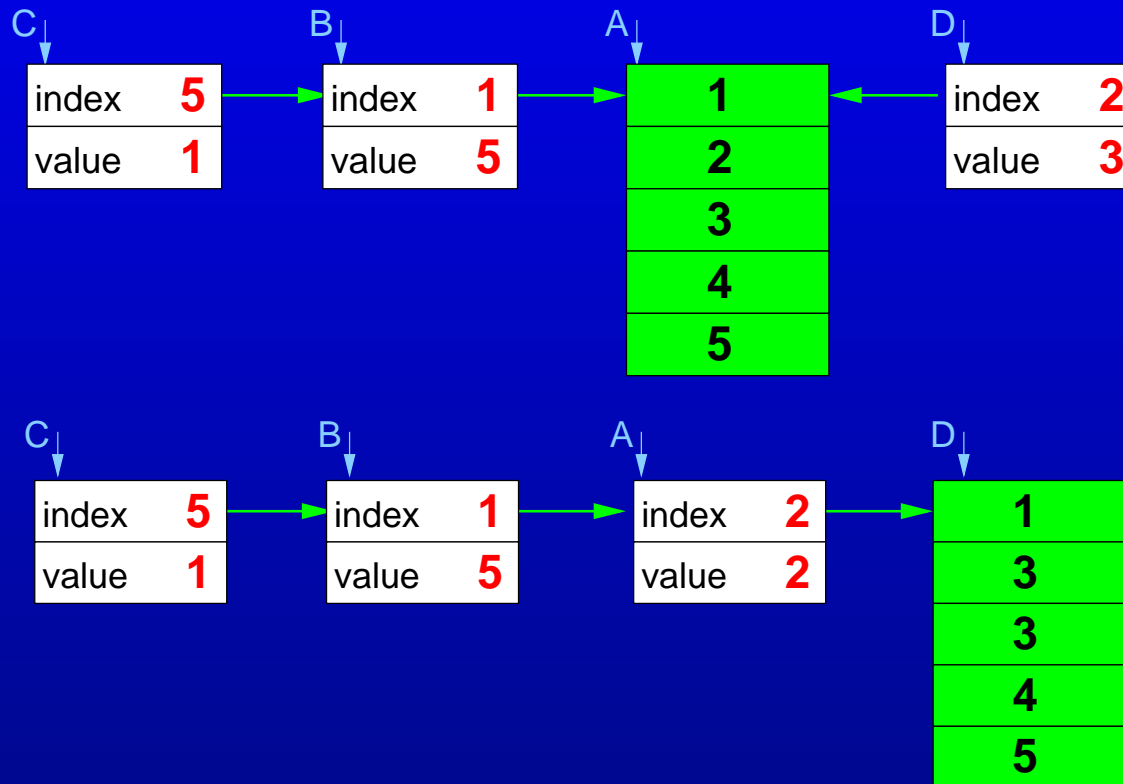 C B A D
index 5 index 1 1 index 2
value 1 value 5 2 value 3
3
4
5
C B A D
index 5 index 1 index 2 1
value 1 value 5 value 2 3
3
4
5